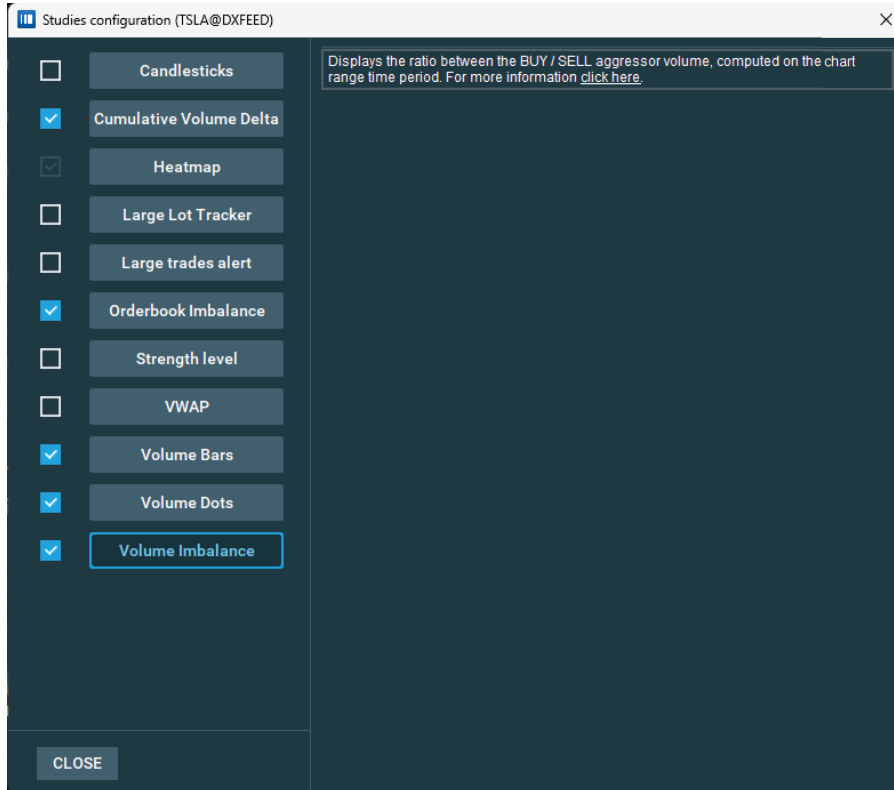 Studies configuration (TSLA@DXFEED)
Candlesticks
Cumulative Volume Delta
Heatmap
Large Lot Tracker
Large trades alert
Orderbook Imbalance
Strength level
VWAP
Volume Bars
Volume Dots
Volume Imbalance
CLOSE
Displays the ratio between the BUY / SELL aggressor volume, computed on the chart
range time period. For more information click here.